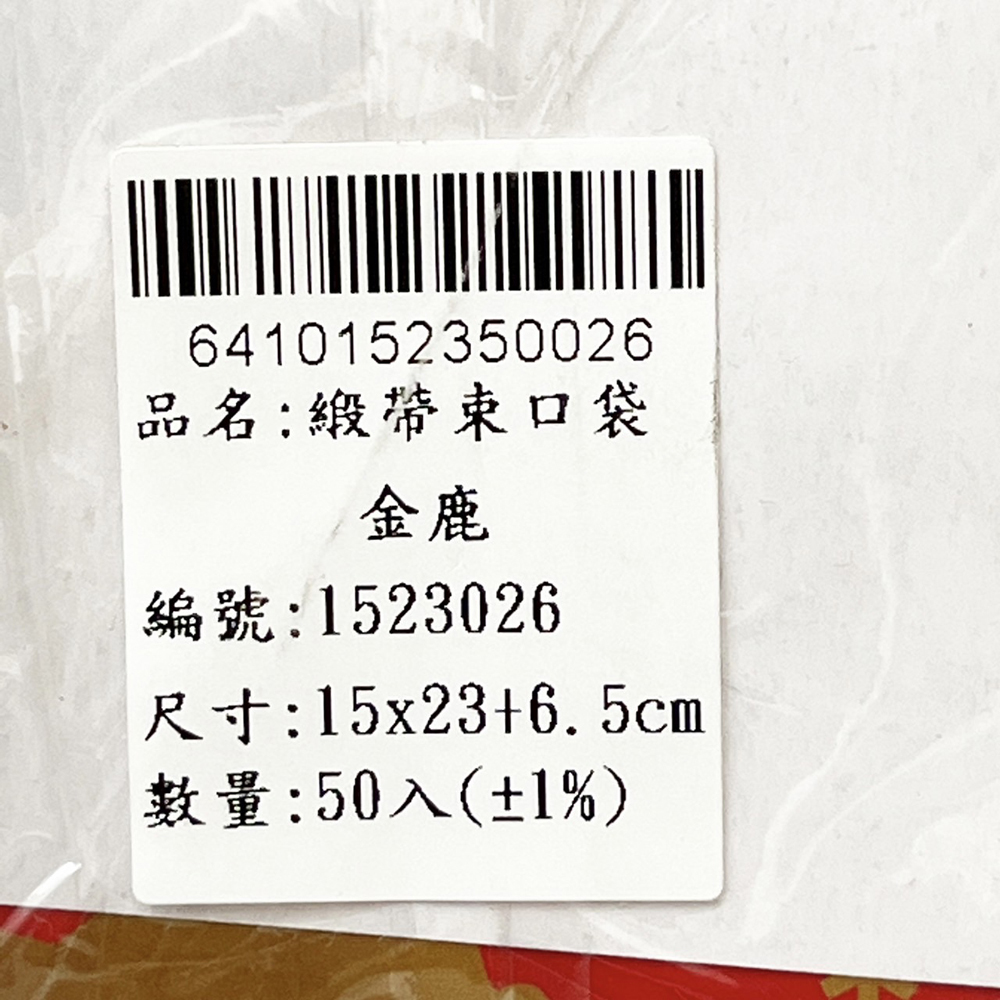 6410152350026
品名:緞帶束口袋
金鹿
編號:1523026
尺寸:15x23+6.5cm
數量:50入(±1%)